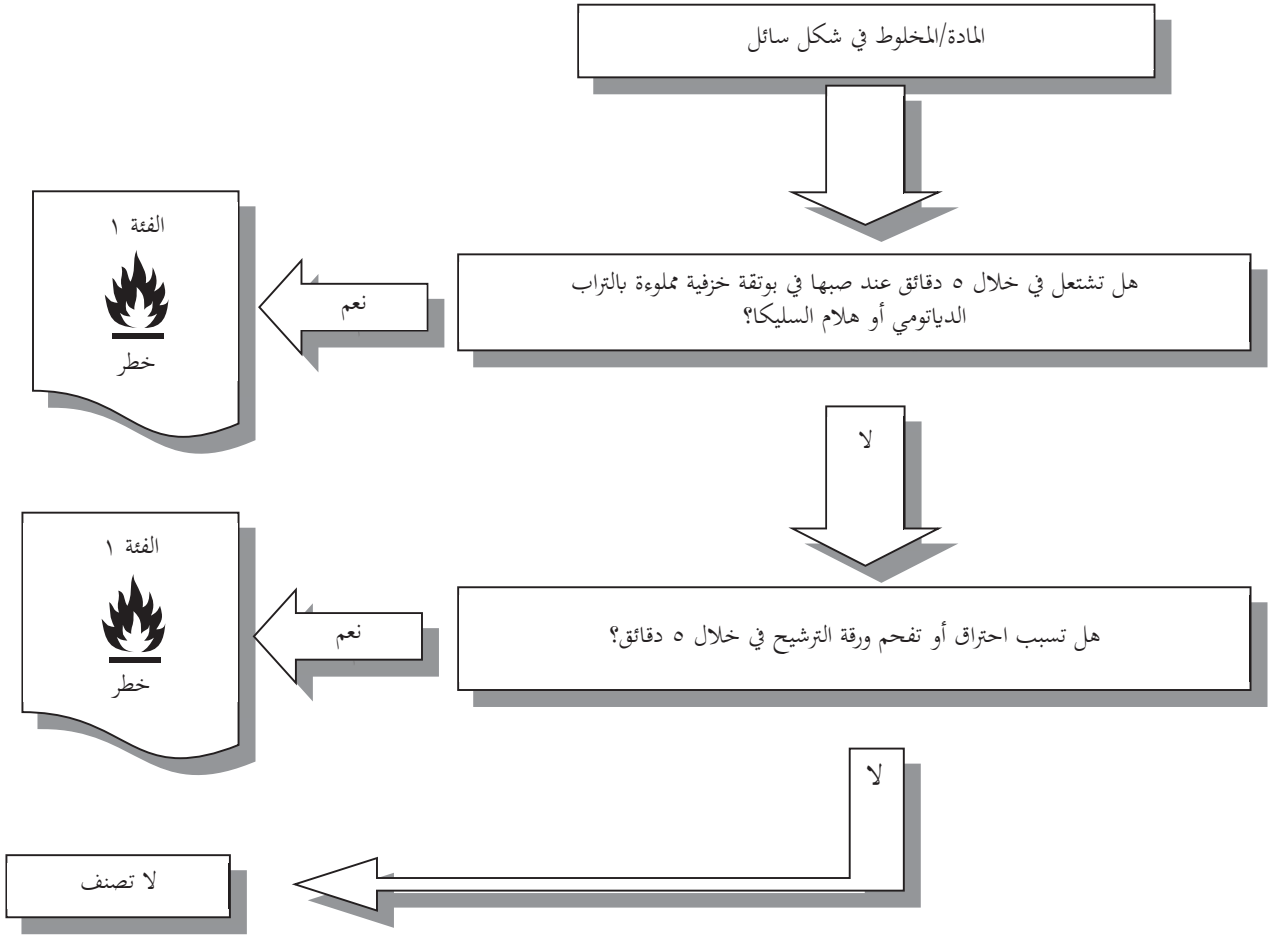 المادة/المخلوط في شكل سائل
هل تشتعل في خلال ٥ دقائق عند صبها في بوتقة خزفية مملوءة بالتراب
الدياتومي أو هلام السليكا؟
نعم
الفئة ١
خطر
لا
هل تسبب احتراق أو تفحم ورقة الترشيح في خلال ٥ دقائق؟
نعم
الفئة ١
خطر
لا
لا تصنف